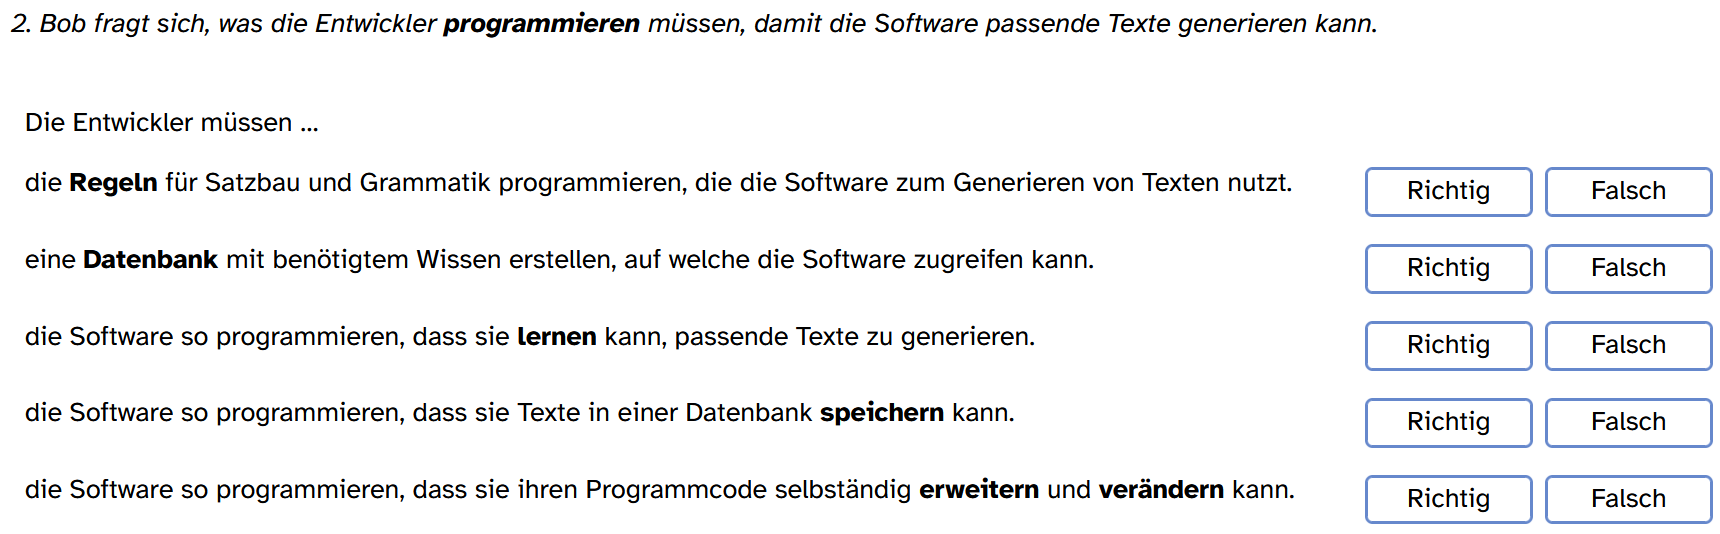 2. Bob fragt sich, was die Entwickler programmieren müssen, damit die Software passende Texte generieren kann.
Die Entwickler müssen ...
die Regeln für Satzbau und Grammatik programmieren, die die Software zum Generieren von Texten nutzt.
Richtig Falsch
eine Datenbank mit benötigtem Wissen erstellen, auf welche die Software zugreifen kann.
Richtig Falsch
die Software so programmieren, dass sie lernen kann, passende Texte zu generieren.
Richtig Falsch
die Software so programmieren, dass sie Texte in einer Datenbank speichern kann.
Richtig Falsch
die Software so programmieren, dass sie ihren Programmcode selbständig erweitern und verändern kann.
Richtig Falsch